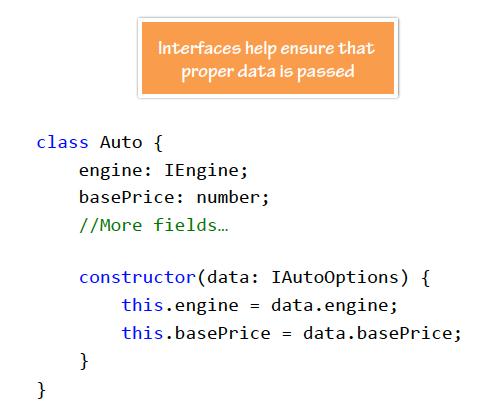 Interfaces help ensure that
proper data is passed
class Auto {
    engine: IEngine;
    basePrice: number;
    //More fields…
    constructor(data: IAutoOptions) {
        this.engine = data.engine;
        this.basePrice = data.basePrice;
    }
}